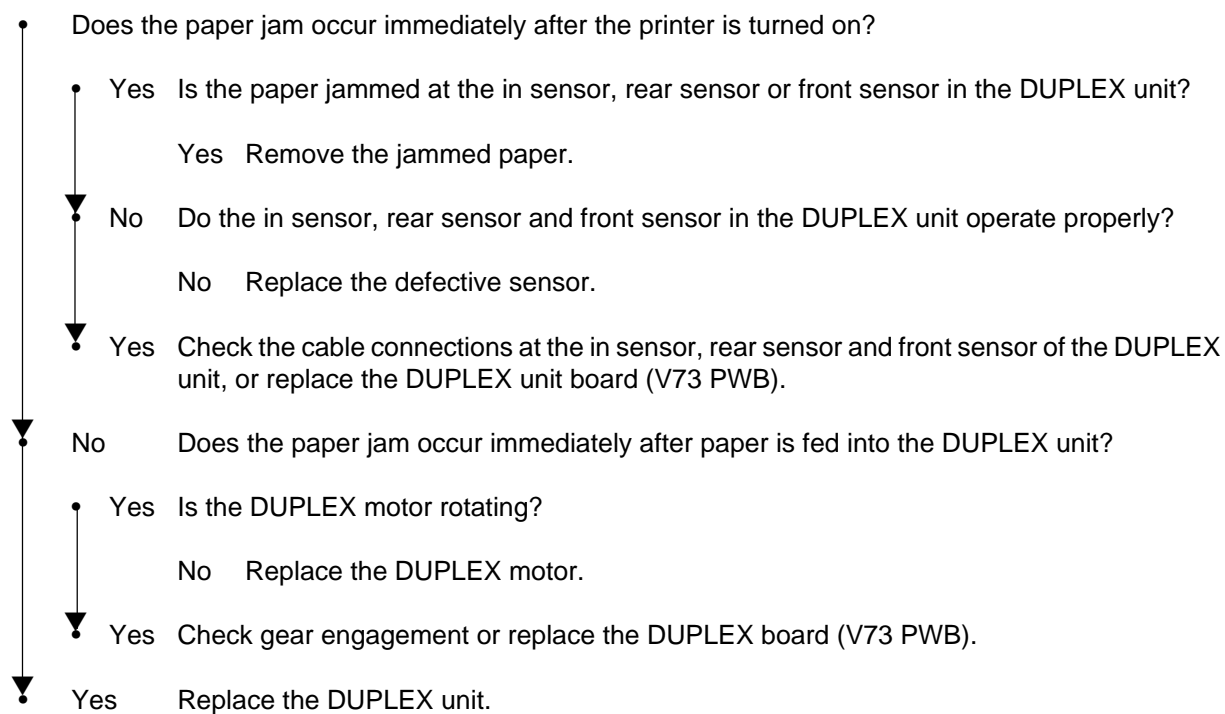 Does the paper jam occur immediately after the printer is turned on?
Yes Is the paper jammed at the in sensor, rear sensor or front sensor in the DUPLEX unit?
Yes Remove the jammed paper.
No Do the in sensor, rear sensor and front sensor in the DUPLEX unit operate properly?
No Replace the defective sensor.
Yes Check the cable connections at the in sensor, rear sensor and front sensor of the DUPLEX
unit, or replace the DUPLEX unit board (V73 PWB).
No Does the paper jam occur immediately after paper is fed into the DUPLEX unit?
Yes Is the DUPLEX motor rotating?
No Replace the DUPLEX motor.
Yes Check gear engagement or replace the DUPLEX board (V73 PWB).
Yes Replace the DUPLEX unit.